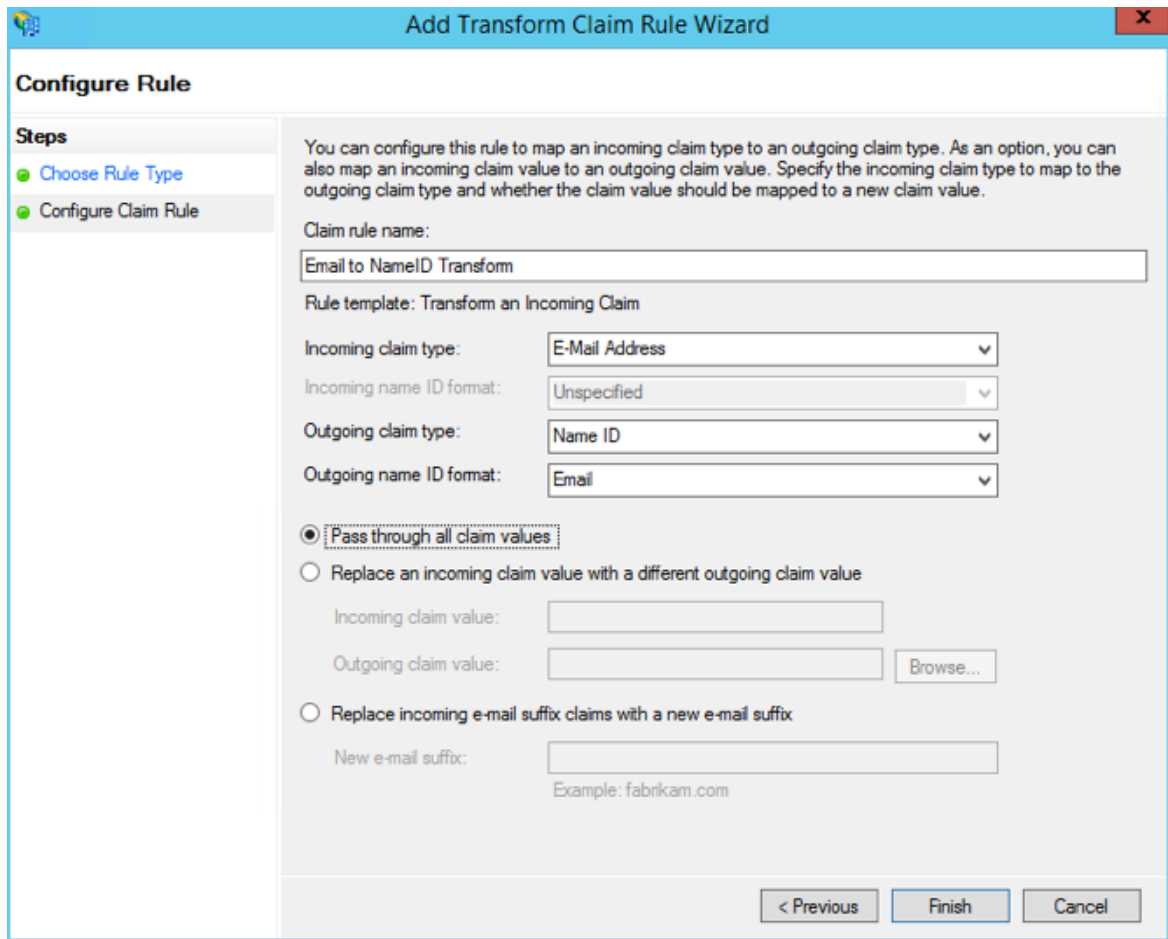 Add Transform Claim Rule Wizard
x
Configure Rule
Steps
Choose Rule Type
Configure Claim Rule
You can configure this rule to map an incoming claim type to an outgoing claim type. As an option, you can
also map an incoming claim value to an outgoing claim value. Specify the incoming claim type to map to the
outgoing claim type and whether the claim value should be mapped to a new claim value.
Claim rule name:
Email to NameID Transform
Rule template: Transform an Incoming Claim
Incoming claim type: E-Mail Address
Incoming name ID format: Unspecified
Outgoing claim type: Name ID
Outgoing name ID format: Email
Pass through all claim values
Replace an incoming claim value with a different outgoing claim value
Incoming claim value:
Outgoing claim value: Browse...
Replace incoming e-mail suffix claims with a new e-mail suffix
New e-mail suffix:
Example: fabrikam.com
< Previous Finish Cancel